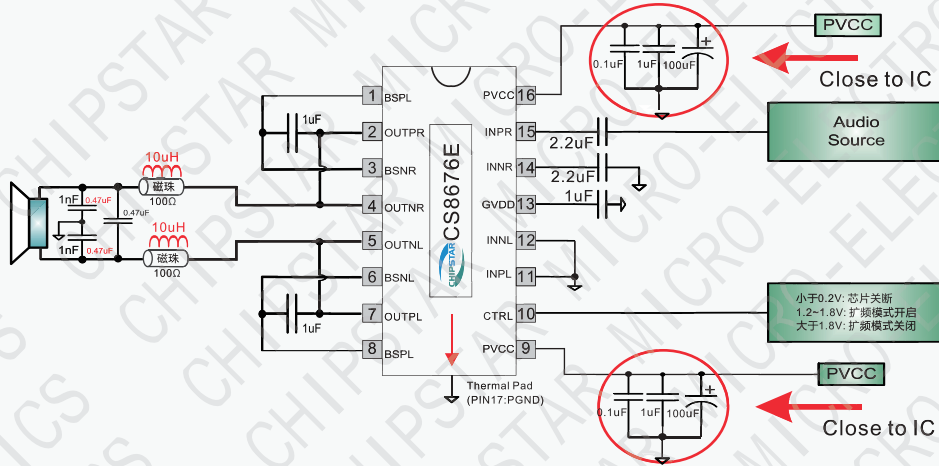 PVCC
0.1uF 1uF 100uF +
Close to IC
1 BSPL
PVCC 16
1uF
2 OUTPR
INPR 15
2.2uF
Audio
Source
3 BSNR
INNR 14
2.2uF
10uH
磁珠
100Ω
4 OUTNR
GVDD 13
1uF
1nF 0.47uF
0.47uF
1nF 0.47uF
10uH
磁珠
100Ω
5 OUTNL
INNL 12
6 BSNL
INPL 11
7 OUTPL
CTRL 10
1uF
8 BSPL
PVCC 9
CS8676E
CHIPSTAR
小于0.2V: 芯片关断
1.2~1.8V: 扩频模式开启
大于1.8V: 扩频模式关闭
Thermal Pad
(PIN17:PGND)
PVCC
0.1uF 1uF 100uF +
Close to IC
CHIPSTAR MICRO-ELECTRONICS